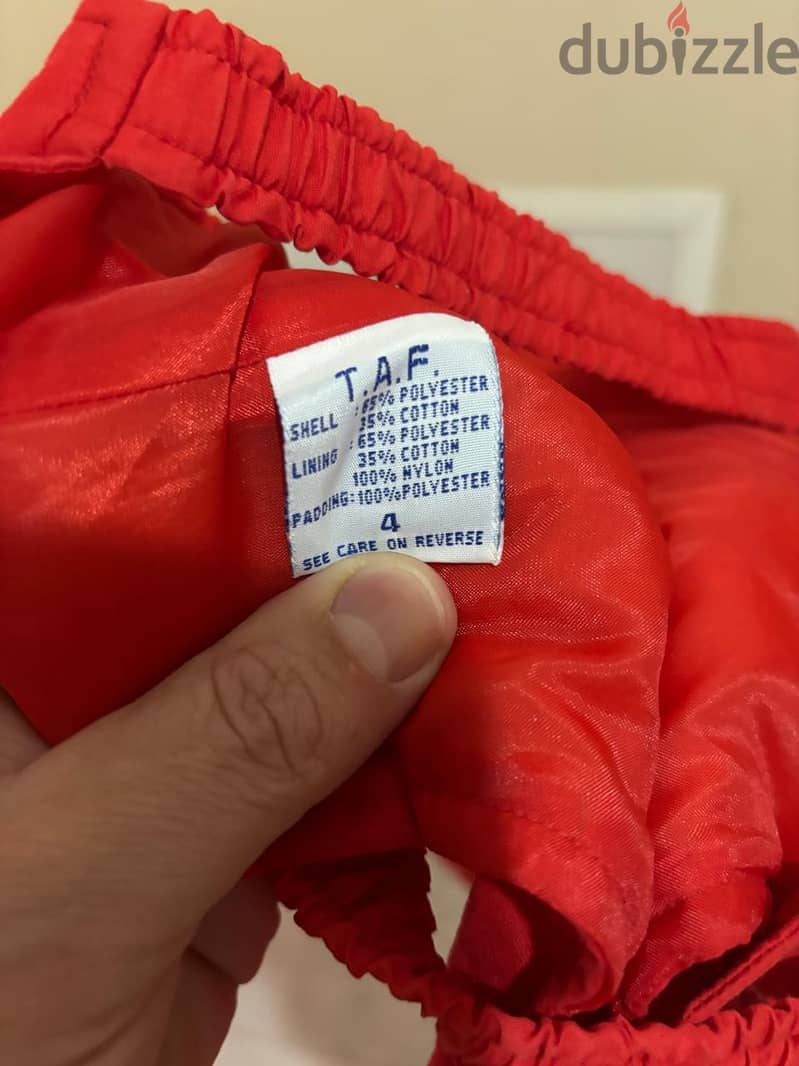 dubizzle
T.A.F.
SHELL : 65% POLYESTER
35% COTTON
LINING : 65% POLYESTER
35% COTTON
100% NYLON
PADDING: 100% POLYESTER
4
SEE CARE ON REVERSE